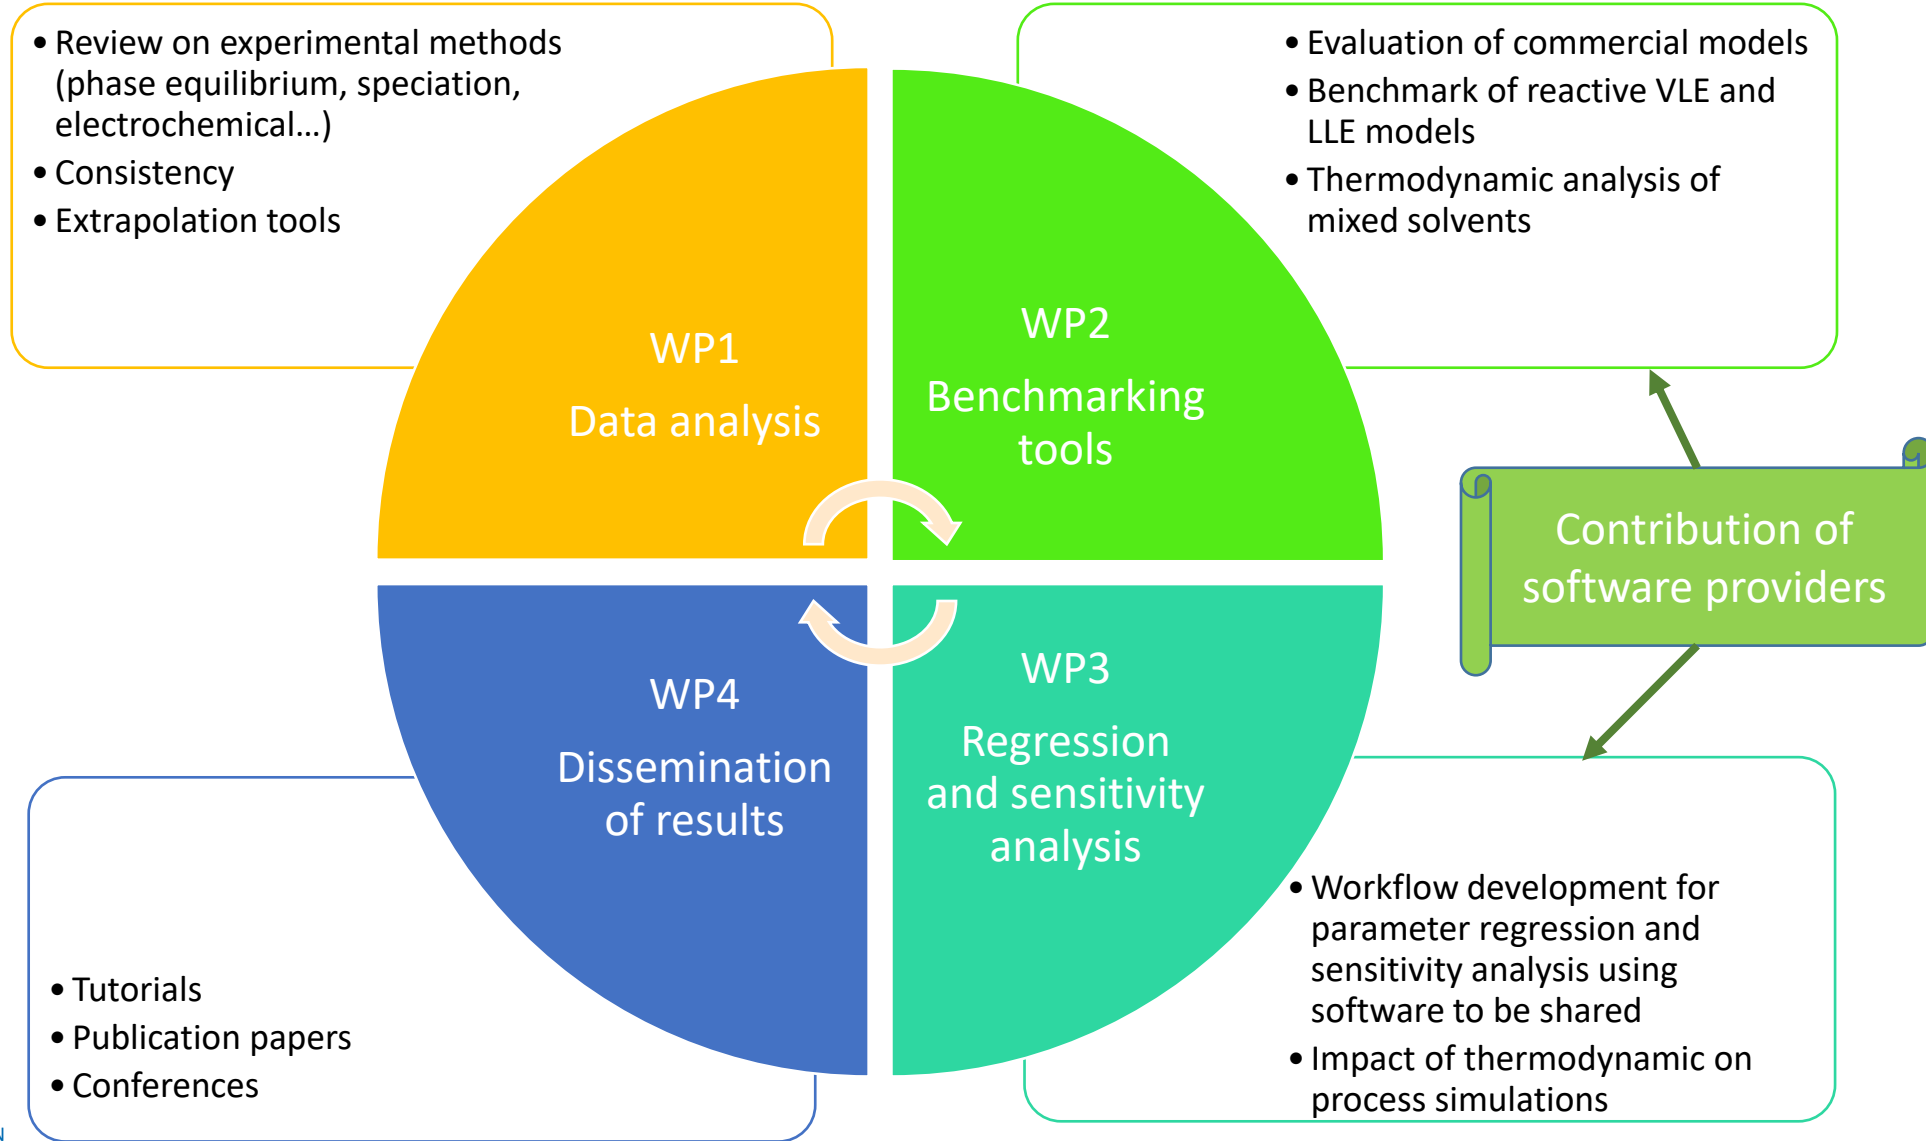 • Review on experimental methods
(phase equilibrium, speciation,
electrochemical...)
• Consistency
• Extrapolation tools
• Evaluation of commercial models
• Benchmark of reactive VLE and
LLE models
• Thermodynamic analysis of
mixed solvents
WP1
Data analysis
WP2
Benchmarking
tools
Contribution of
software providers
WP4
Dissemination
of results
WP3
Regression
and sensitivity
analysis
• Tutorials
• Publication papers
• Conferences
• Workflow development for
parameter regression and
sensitivity analysis using
software to be shared
• Impact of thermodynamic on
process simulations
N